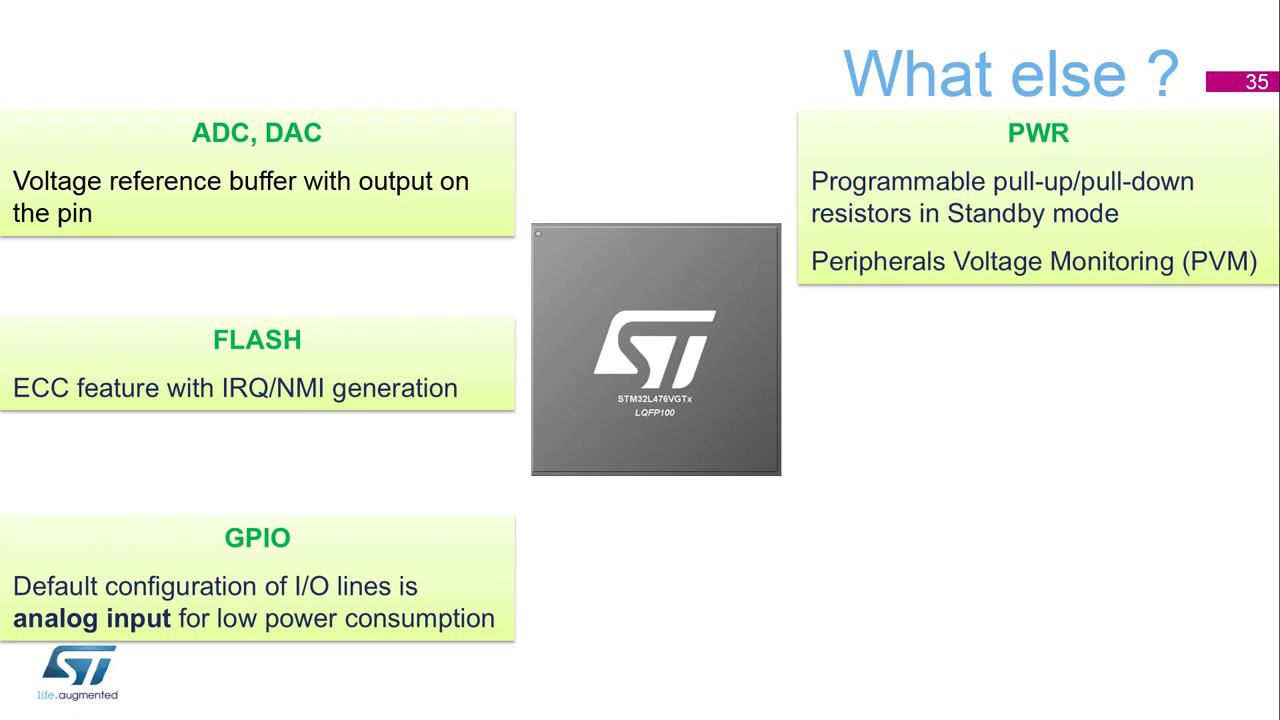 What else ?
35
ADC, DAC
Voltage reference buffer with output on
the pin
PWR
Programmable pull-up/pull-down
resistors in Standby mode
Peripherals Voltage Monitoring (PVM)
ST
STM32L476VGTx
LQFP100
FLASH
ECC feature with IRQ/NMI generation
GPIO
Default configuration of I/O lines is
analog input for low power consumption
ST
life.augmented